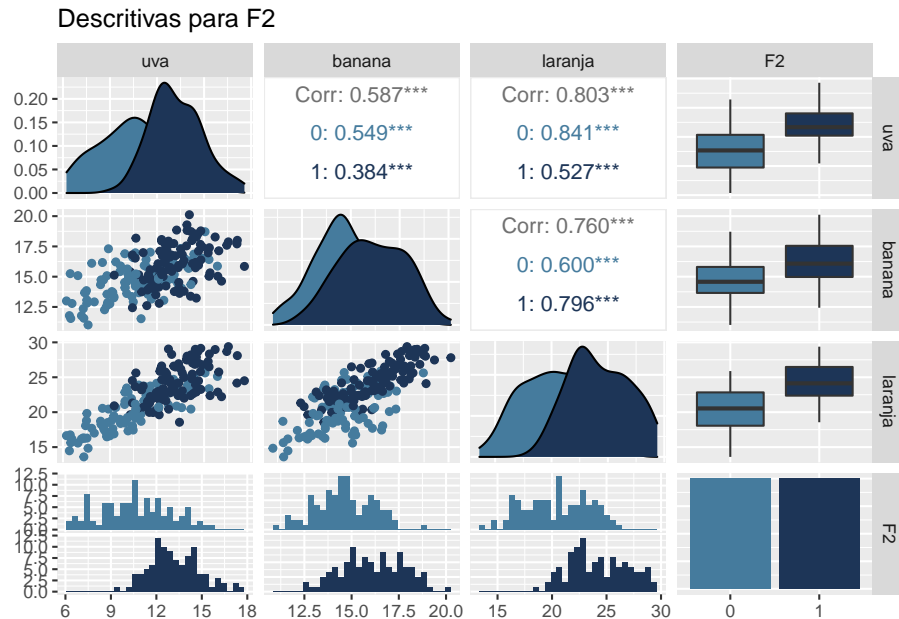 Descritivas para F2
uva banana laranja F2
0.20
0.15
0.10
0.05
0.00
Corr: 0.587***
0: 0.549***
1: 0.384***
Corr: 0.803***
0: 0.841***
1: 0.527***
uva
20.0
17.5
15.0
12.5
Corr: 0.760***
0: 0.600***
1: 0.796***
banana
30
25
20
15
laranja
12.5
10.0
7.5
5.0
2.5
0.0
12.5
10.0
7.5
5.0
2.5
0.0
F2
6 9 12 15 18
12.5 15.0 17.5 20.0
15 20 25 30
0 1